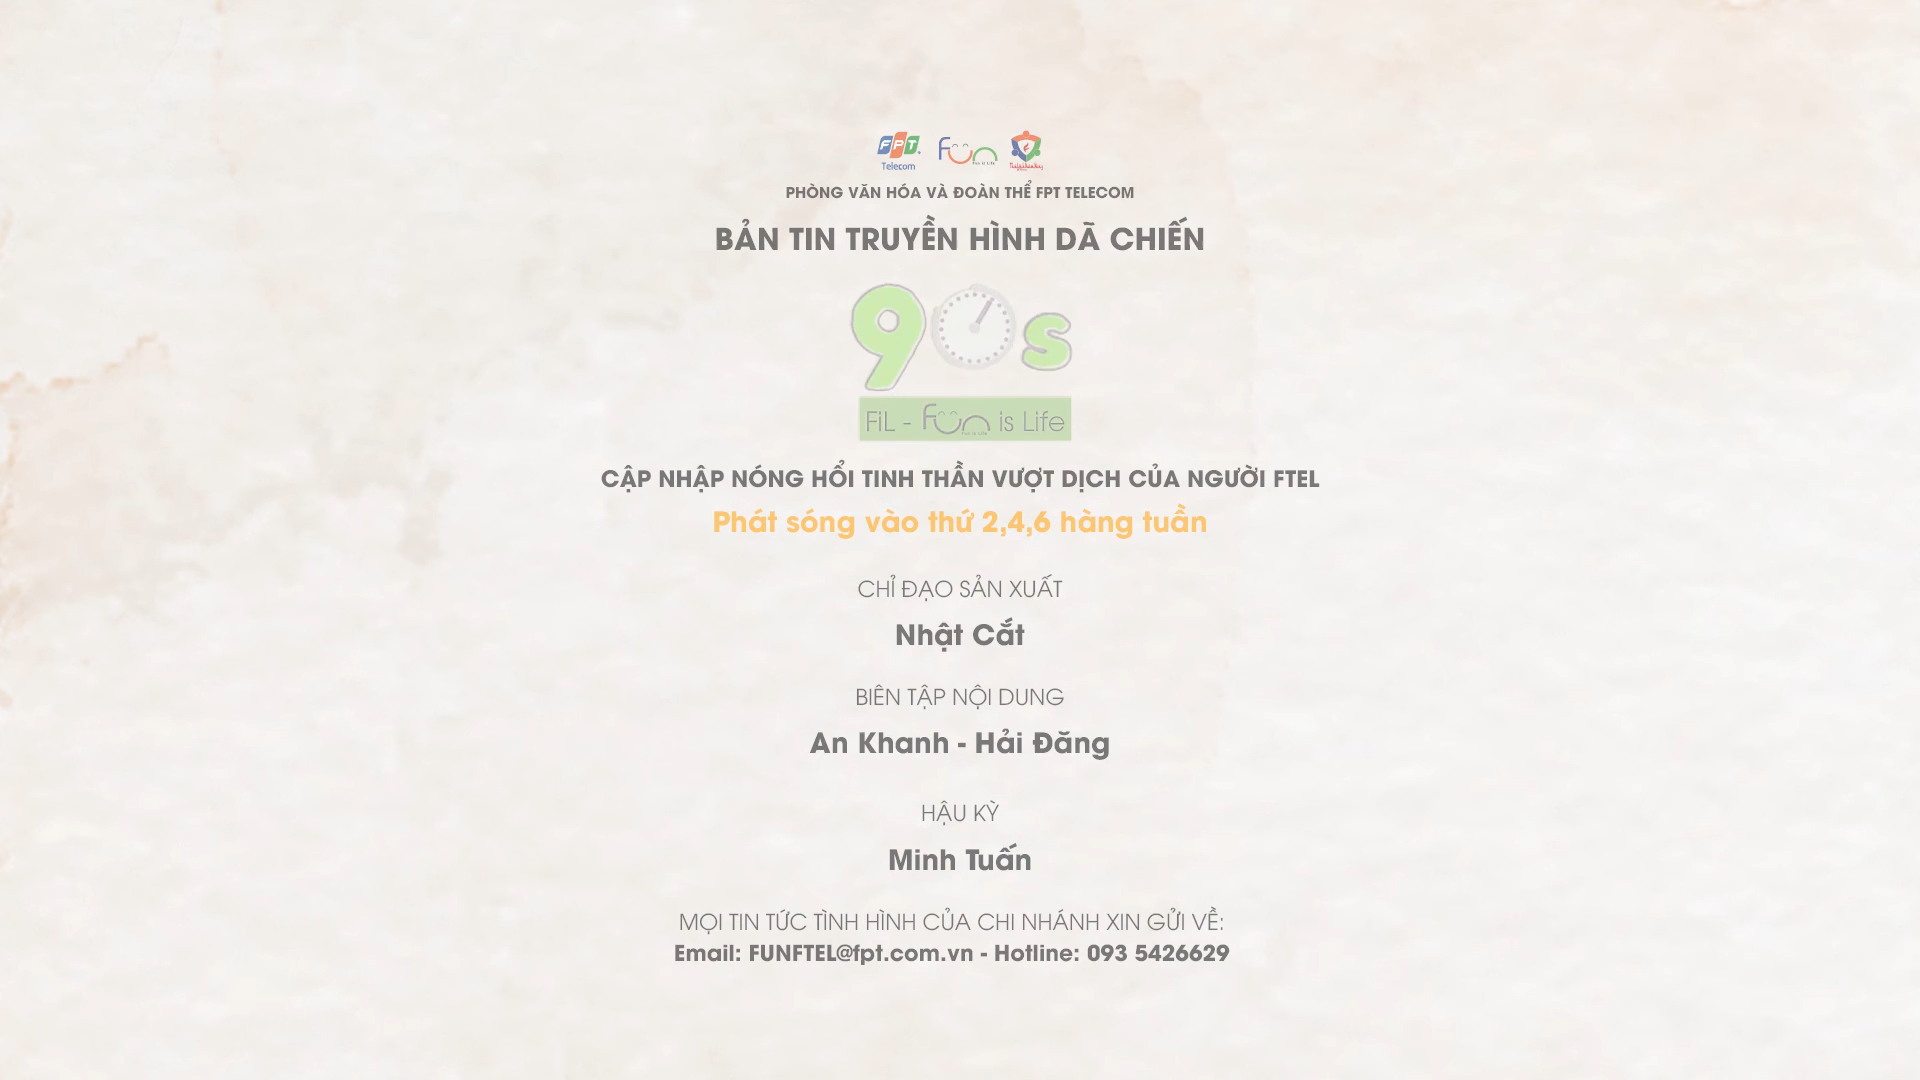 FPT Telecom Fun Fun is Life
PHÒNG VĂN HÓA VÀ ĐOÀN THỂ FPT TELECOM
BẢN TIN TRUYỀN HÌNH DÃ CHIẾN
90s
FiL - Fun is Life
CẬP NHẬP NÓNG HỔI TINH THẦN VƯỢT DỊCH CỦA NGƯỜI FTEL
Phát sóng vào thứ 2,4,6 hàng tuần
CHỈ ĐẠO SẢN XUẤT
Nhật Cắt
BIÊN TẬP NỘI DUNG
An Khanh - Hải Đăng
HẬU KỲ
Minh Tuấn
MỌI TIN TỨC TÌNH HÌNH CỦA CHI NHÁNH XIN GỬI VỀ:
Email: FUNFTEL@fpt.com.vn - Hotline: 093 5426629